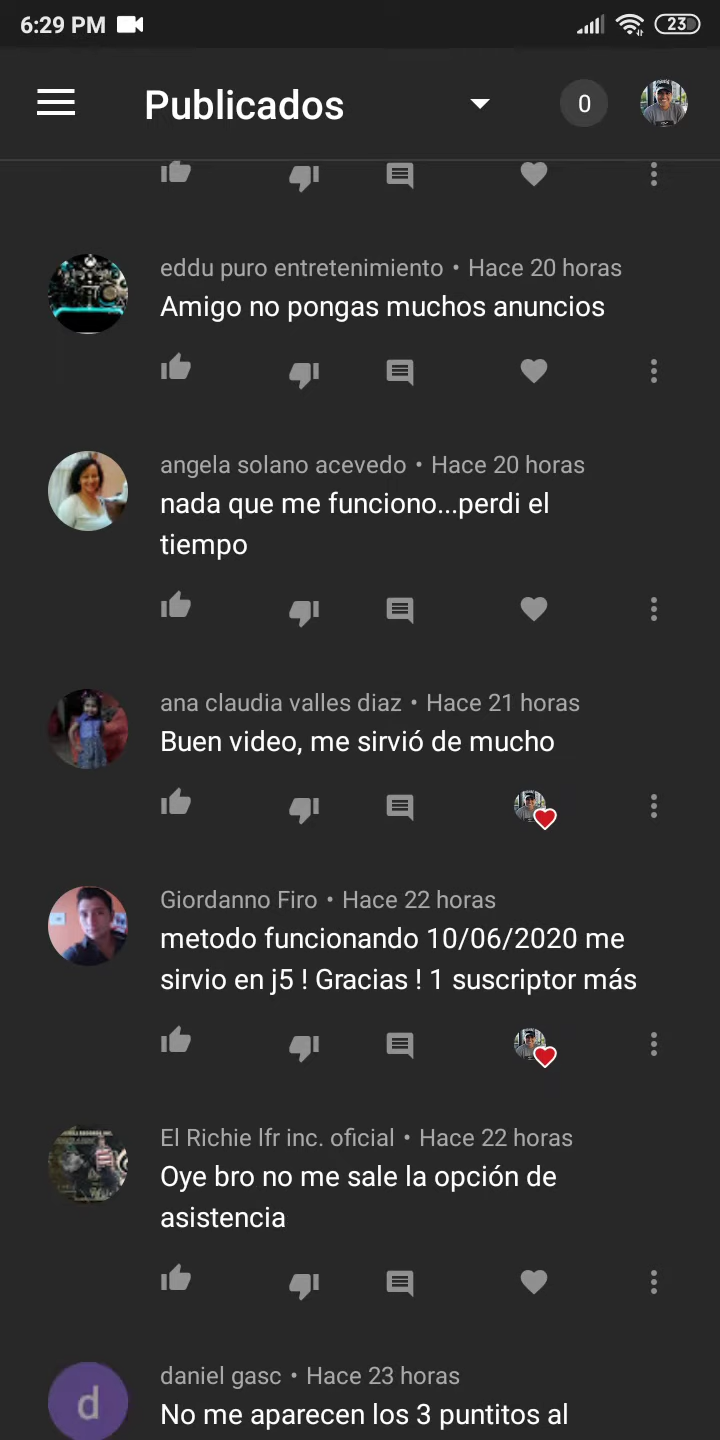 6:29 PM
23
Publicados
0
eddu puro entretenimiento • Hace 20 horas
Amigo no pongas muchos anuncios
angela solano acevedo • Hace 20 horas
nada que me funciono...perdi el
tiempo
ana claudia valles diaz • Hace 21 horas
Buen video, me sirvió de mucho
Giordanno Firo • Hace 22 horas
metodo funcionando 10/06/2020 me
sirvio en j5 ! Gracias ! 1 suscriptor más
El Richie lfr inc. oficial • Hace 22 horas
Oye bro no me sale la opción de
asistencia
d
daniel gasc • Hace 23 horas
No me aparecen los 3 puntitos al